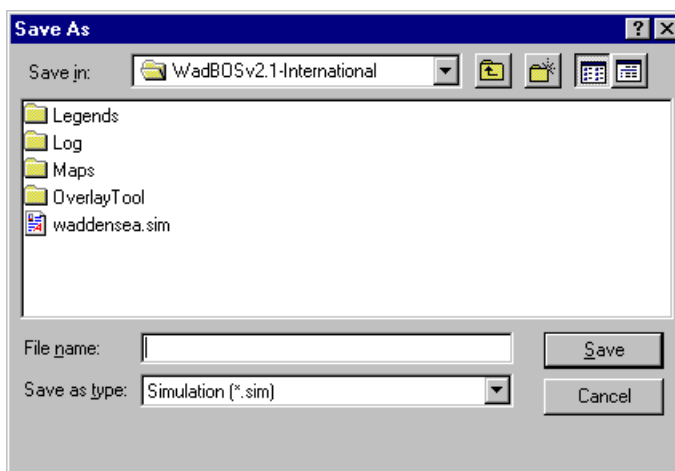 Save As
Save in: WadBOSv2.1-International
Legends
Log
Maps
OverlayTool
waddensea.sim
File name: Save
Save as type: Simulation (*.sim) Cancel